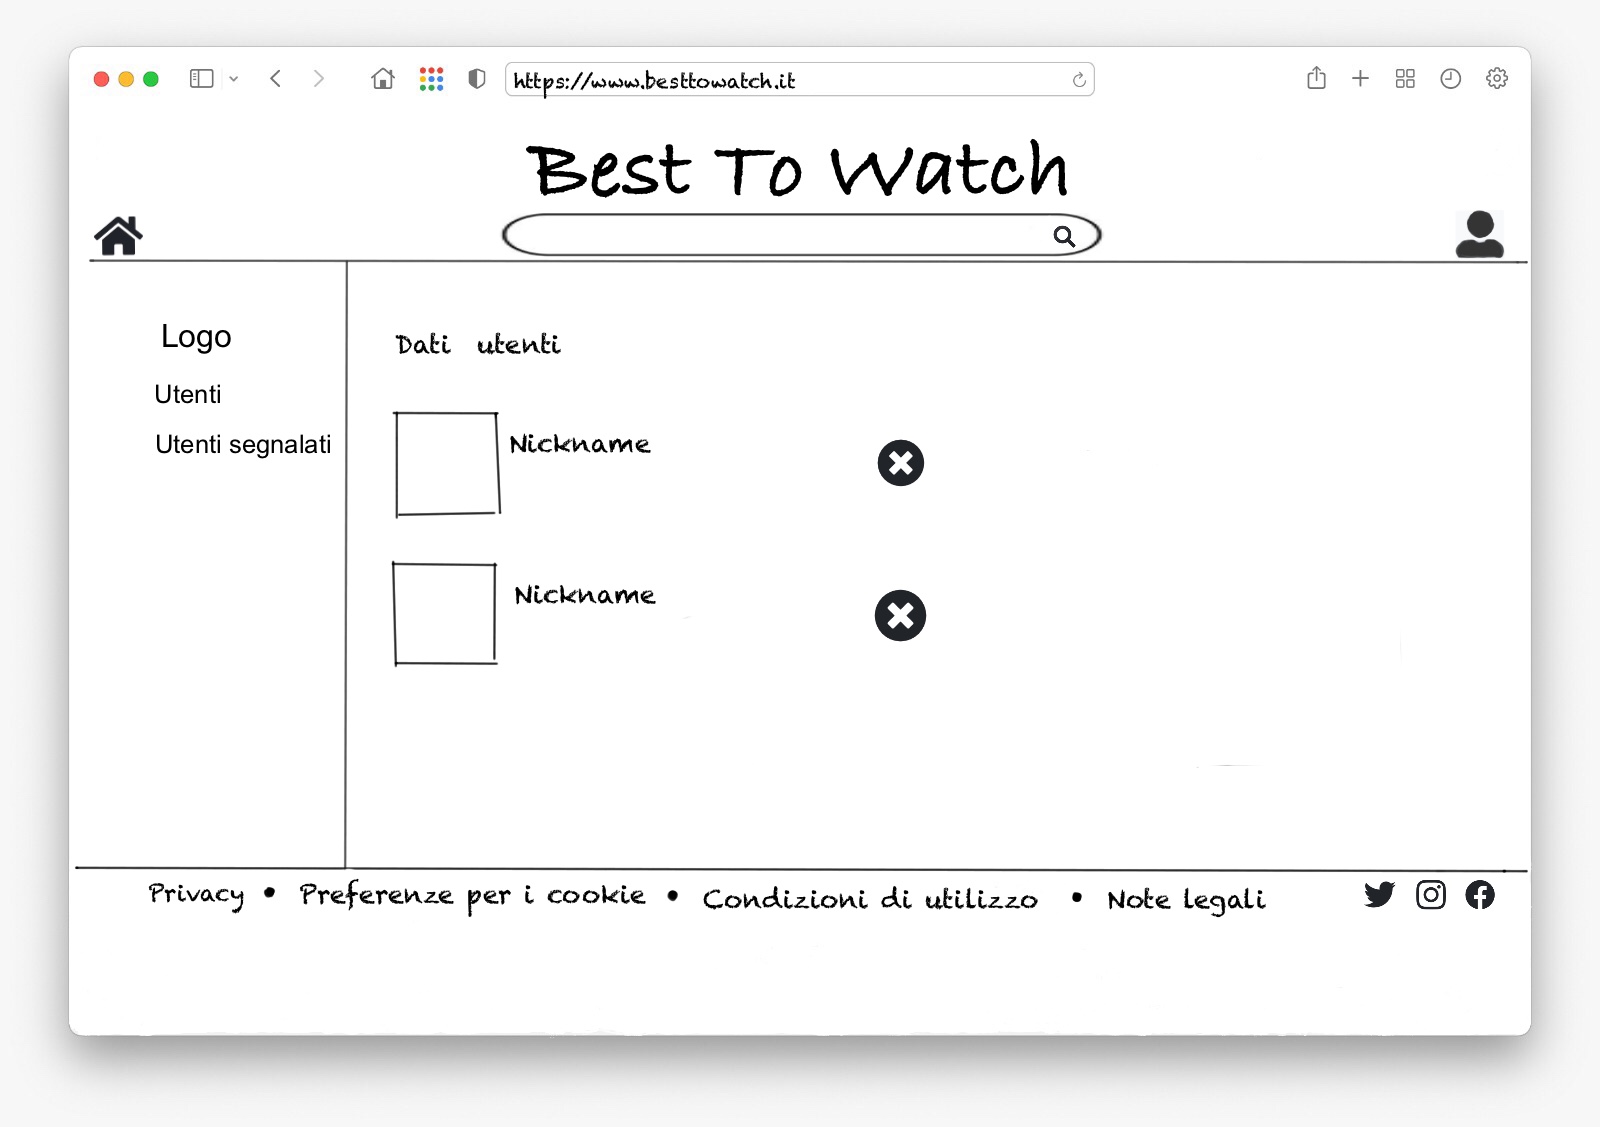 https://www.besttowatch.it
Best To Watch
Logo
Utenti
Utenti segnalati
Dati utenti
Nickname
Nickname
Privacy • Preferenze per i cookie • Condizioni di utilizzo • Note legali